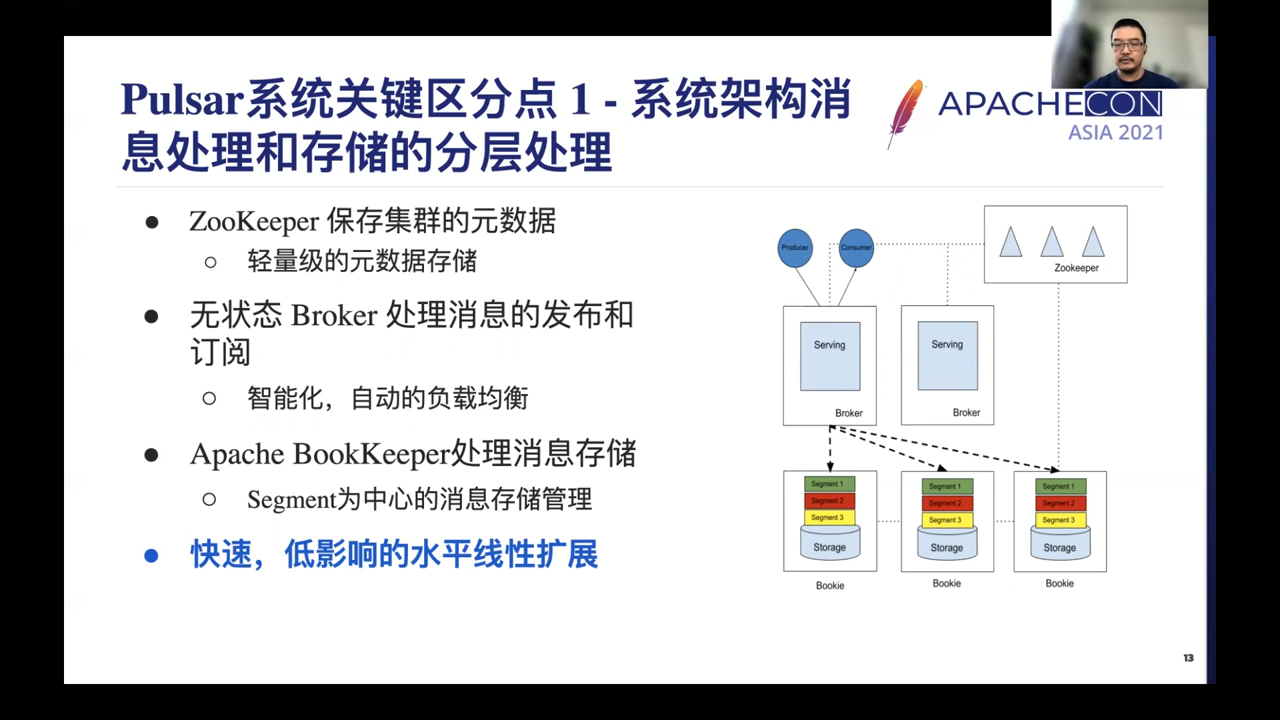 Pulsar系统关键区分点 1 - 系统架构消
息处理和存储的分层处理
APACHECON
ASIA 2021
● ZooKeeper 保存集群的元数据
○ 轻量级的元数据存储
● 无状态 Broker 处理消息的发布和
订阅
○ 智能化，自动的负载均衡
● Apache BookKeeper处理消息存储
○ Segment为中心的消息存储管理
● 快速，低影响的水平线性扩展
Producer
Consumer
Zookeeper
Serving
Broker
Serving
Broker
Segment 1
Segment 2
Segment 3
Storage
Bookie
Segment 1
Segment 2
Segment 3
Storage
Bookie
Segment 1
Segment 2
Segment 3
Storage
Bookie
13